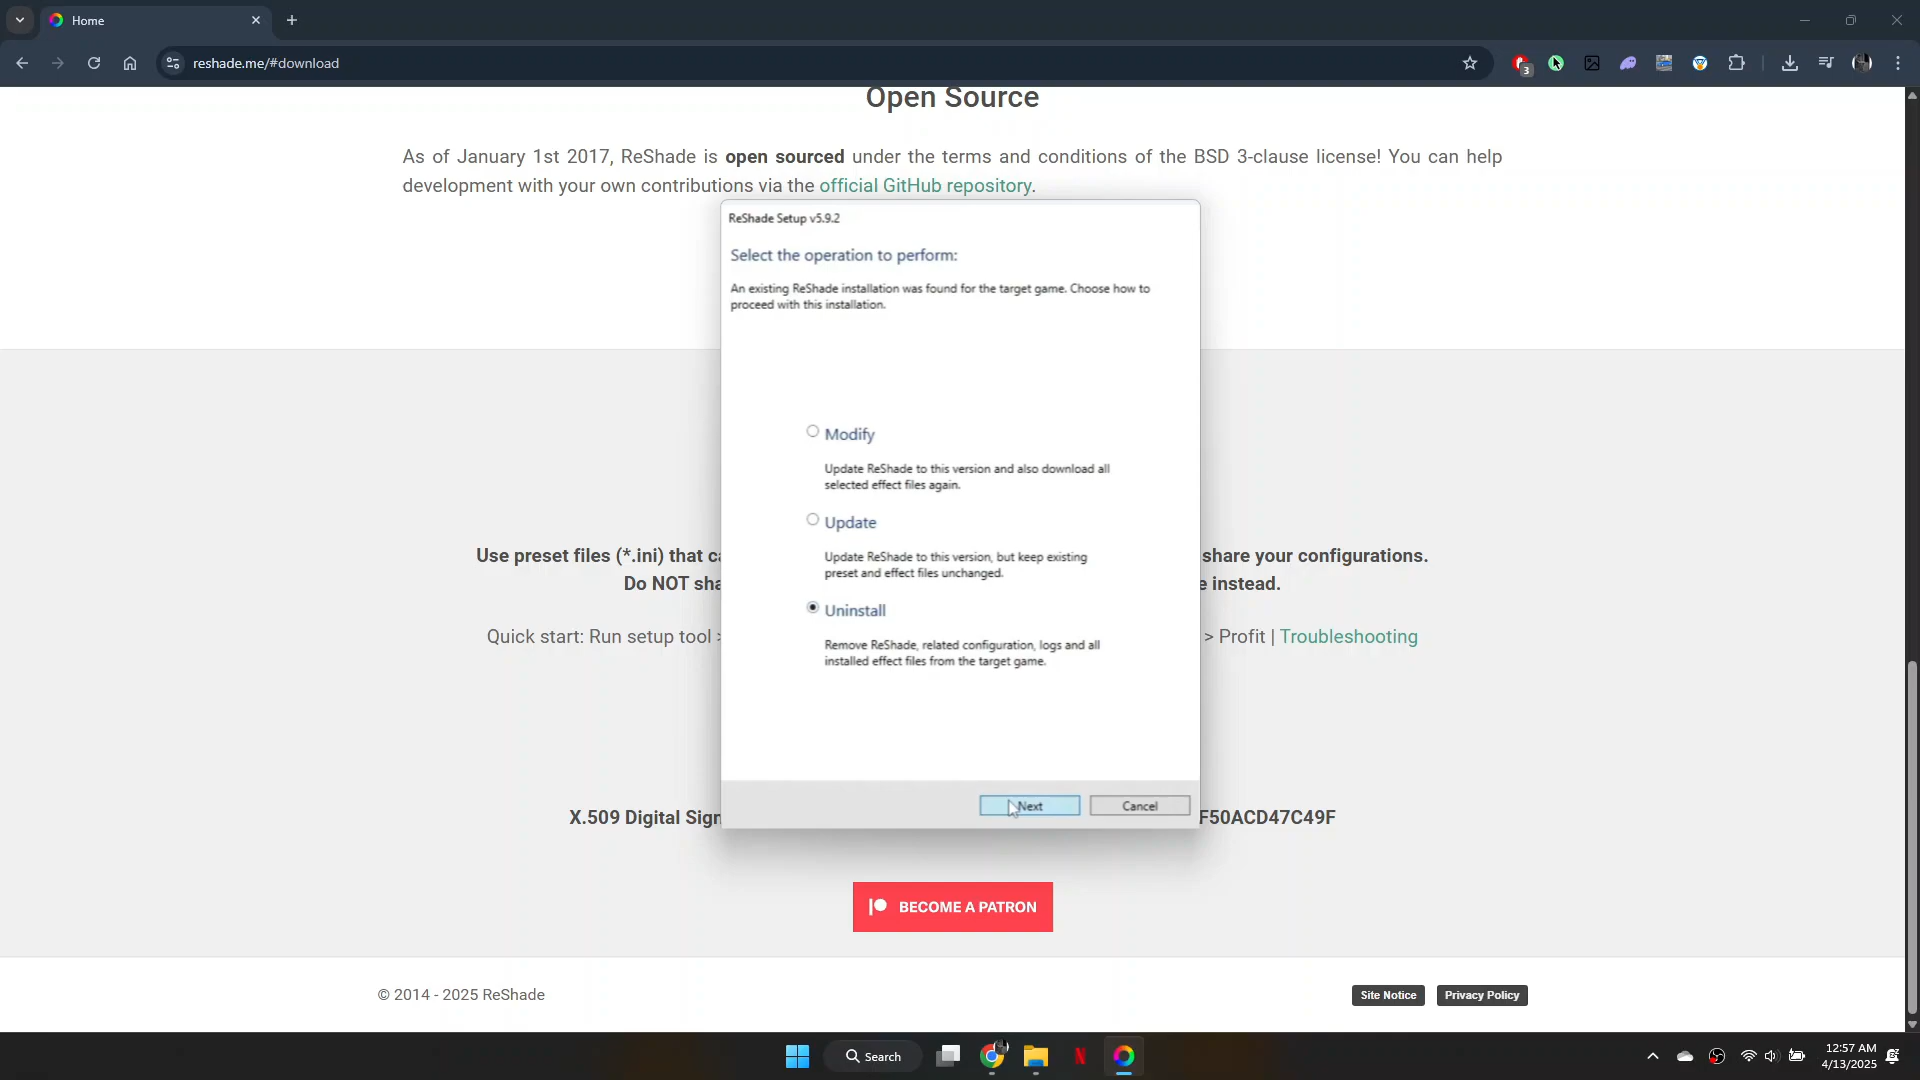 Home
reshade.me/#download
3
Open Source
As of January 1st 2017, ReShade is open sourced under the terms and conditions of the BSD 3-clause license! You can help
development with your own contributions via the official GitHub repository.
ReShade Setup v5.9.2
Select the operation to perform:
An existing ReShade installation was found for the target game. Choose how to
proceed with this installation.
Modify
Update ReShade to this version and also download all
selected effect files again.
Update
Update ReShade to this version, but keep existing
preset and effect files unchanged.
Uninstall
Remove ReShade, related configuration, logs and all
installed effect files from the target game.
Next
Cancel
Use preset files (*.ini) that ca
share your configurations.
Do NOT sha
e instead.
Quick start: Run setup tool >
> Profit | Troubleshooting
X.509 Digital Sign
F50ACD47C49F
BECOME A PATRON
© 2014 - 2025 ReShade
Site Notice
Privacy Policy
Search
12:57 AM
4/13/2025